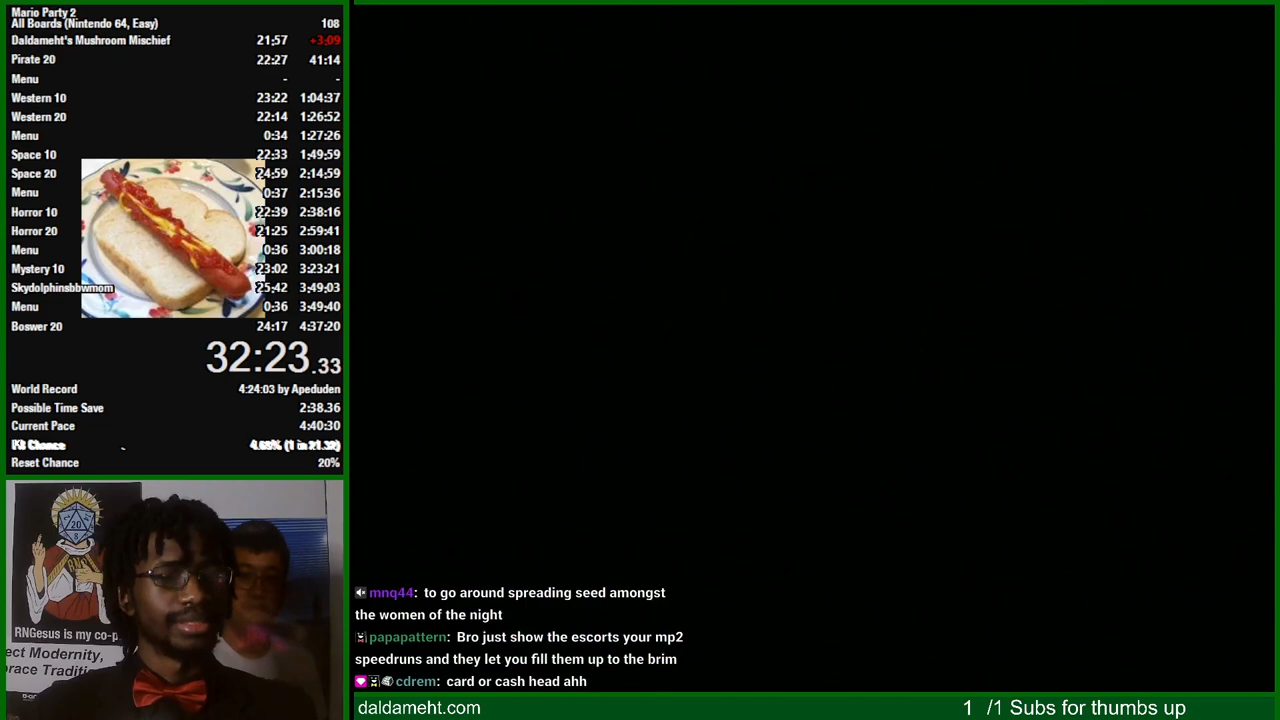 Mario Party 2
All Boards (Nintendo 64, Easy) 108
Daldameht's Mushroom Mischief 21:57 +3:09
Pirate 20 22:27 41:14
Menu - -
Western 10 23:22 1:04:37
Western 20 22:14 1:26:52
Menu 0:34 1:27:26
Space 10 22:33 1:49:59
Space 20 24:59 2:14:59
Menu 0:37 2:15:36
Horror 10 22:39 2:38:16
Horror 20 21:25 2:59:41
Menu 0:36 3:00:18
Mystery 10 23:02 3:23:21
Skydolphinsbbwmom 25:42 3:49:03
Menu 0:36 3:49:40
Boswer 20 24:17 4:37:20
32:23.33
World Record 4:24:03 by Apeduden
Possible Time Save 2:38.36
Current Pace 4:40:30
Chance -
Reset Chance 20%
20
RNGesus is my co-p
ect Modernity,
brace Traditi
mnq44: to go around spreading seed amongst
the women of the night
papapattern: Bro just show the escorts your mp2
speedruns and they let you fill them up to the brim
cdrem: card or cash head ahh
daldameht.com 1 /1 Subs for thumbs up